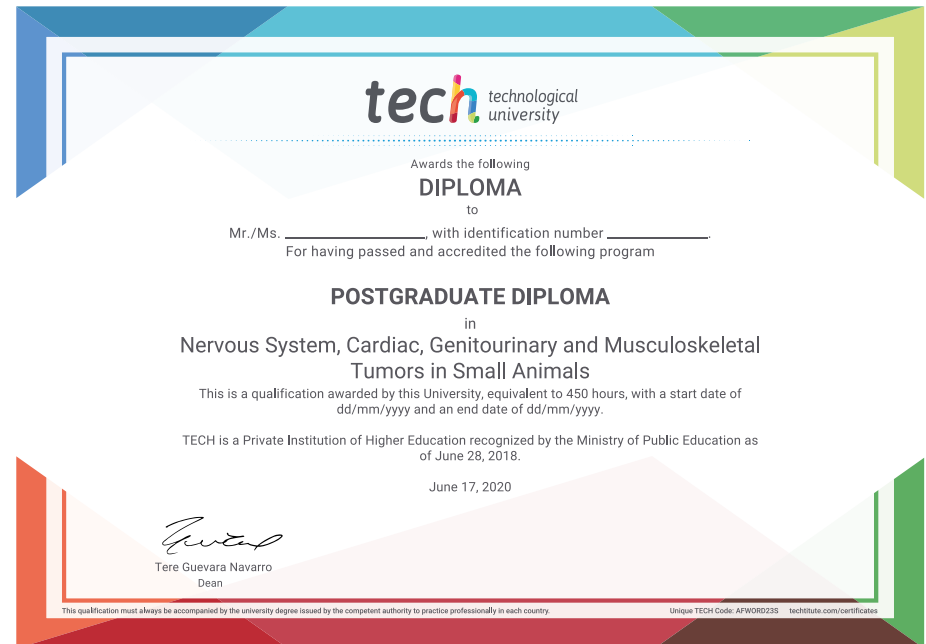 tech technological
university
Awards the following
DIPLOMA
to
Mr./Ms. ____________________, with identification number ______________.
For having passed and accredited the following program
POSTGRADUATE DIPLOMA
in
Nervous System, Cardiac, Genitourinary and Musculoskeletal
Tumors in Small Animals
This is a qualification awarded by this University, equivalent to 450 hours, with a start date of
dd/mm/yyyy and an end date of dd/mm/yyyy.
TECH is a Private Institution of Higher Education recognized by the Ministry of Public Education as
of June 28, 2018.
June 17, 2020
Tere Guevara Navarro
Dean
This qualification must always be accompanied by the university degree issued by the competent authority to practice professionally in each country.
Unique TECH Code: AFWORD23S techtitute.com/certificates